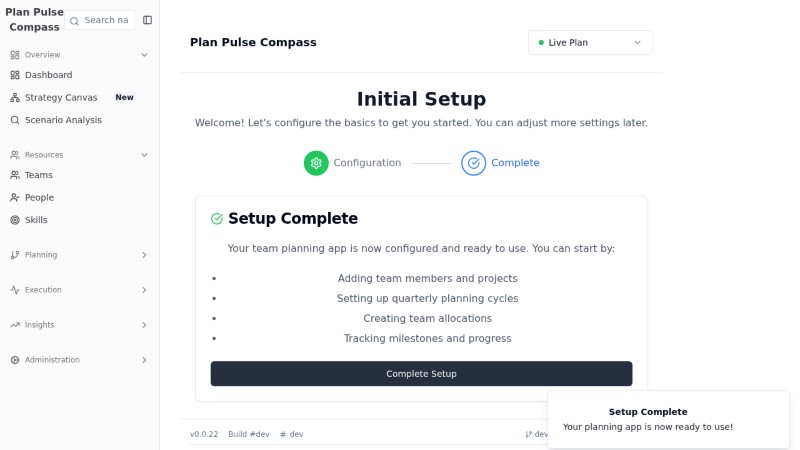 Plan Pulse
Compass
Search na
Overview
Dashboard
Strategy Canvas New
Scenario Analysis
Resources
Teams
People
Skills
Planning
Execution
Insights
Administration
Plan Pulse Compass
Live Plan
Initial Setup
Welcome! Let's configure the basics to get you started. You can adjust more settings later.
Configuration
Complete
Setup Complete
Your team planning app is now configured and ready to use. You can start by:
• Adding team members and projects
• Setting up quarterly planning cycles
• Creating team allocations
• Tracking milestones and progress
Complete Setup
v0.0.22 Build #dev # dev
dev
Setup Complete
Your planning app is now ready to use!